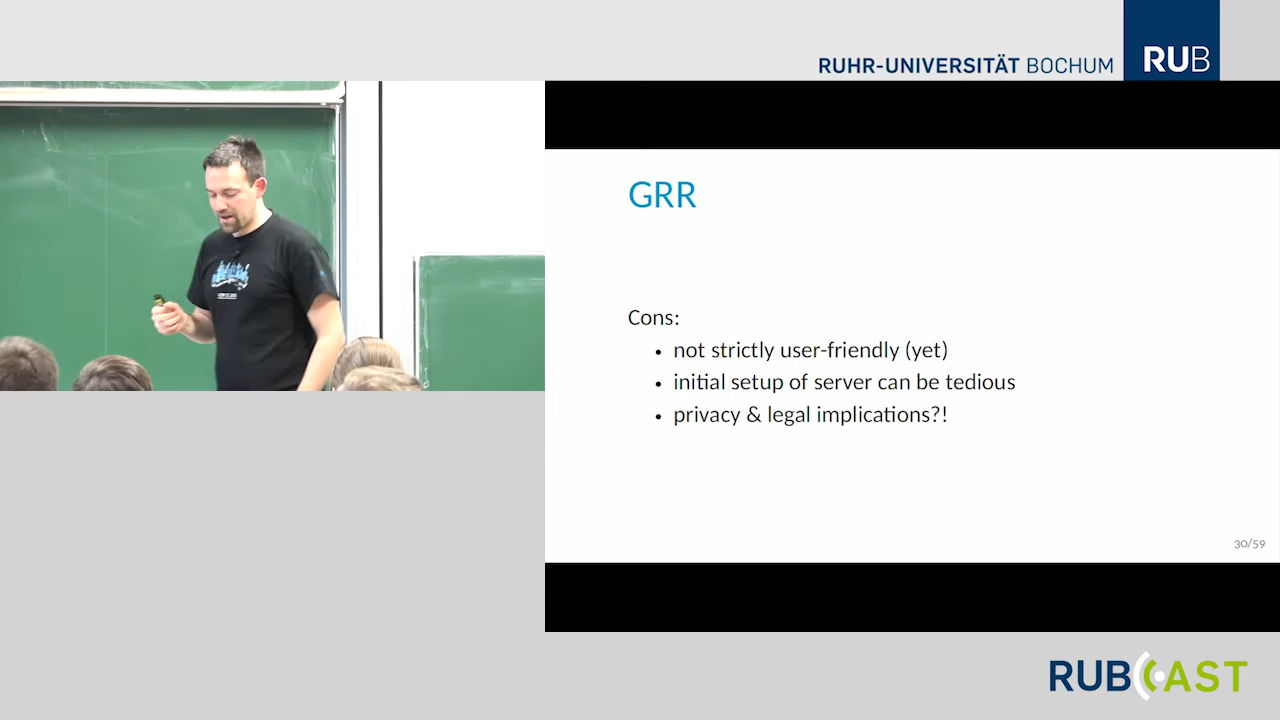 RUHR-UNIVERSITÄT BOCHUM
RUB
GRR
Cons:
• not strictly user-friendly (yet)
• initial setup of server can be tedious
• privacy & legal implications?!
30/59
RUBCAST